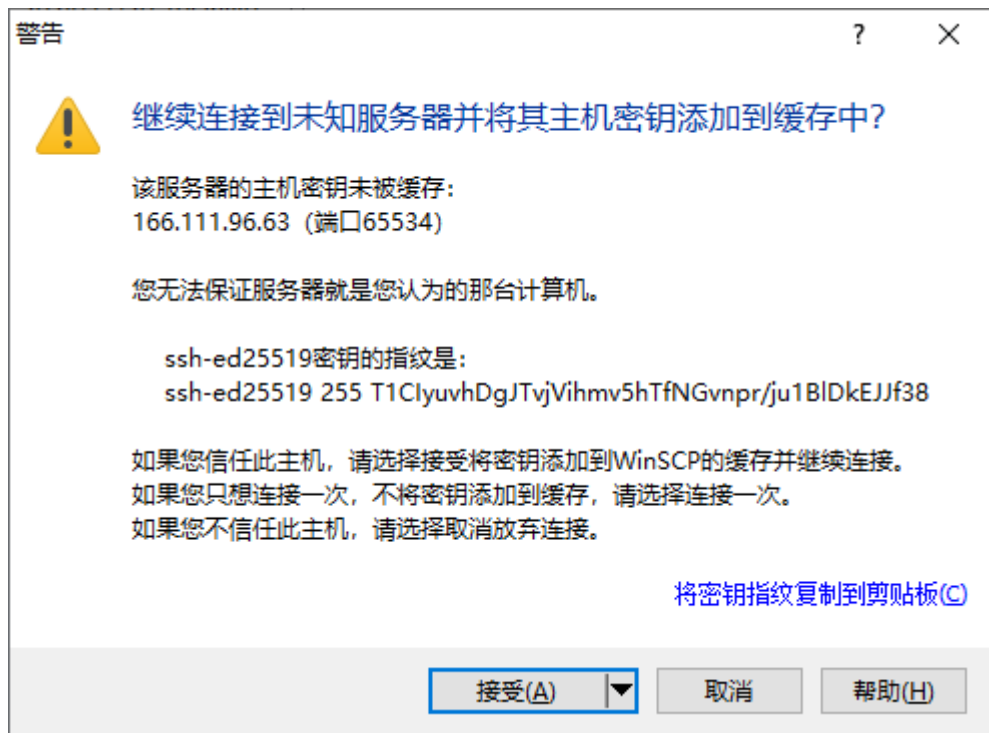 警告
继续连接到未知服务器并将其主机密钥添加到缓存中?
该服务器的主机密钥未被缓存:
166.111.96.63 (端口65534)
您无法保证服务器就是您认为的那台计算机。
ssh-ed25519密钥的指纹是:
ssh-ed25519 255 T1CIyuvhDgJTvjVihmv5hTfNGvnpr/ju1BlDkEJJf38
如果您信任此主机，请选择接受将密钥添加到WinSCP的缓存并继续连接。
如果您只想连接一次，不将密钥添加到缓存，请选择连接一次。
如果您不信任此主机，请选择取消放弃连接。
将密钥指纹复制到剪贴板(C)
接受(A) 取消 帮助(H)